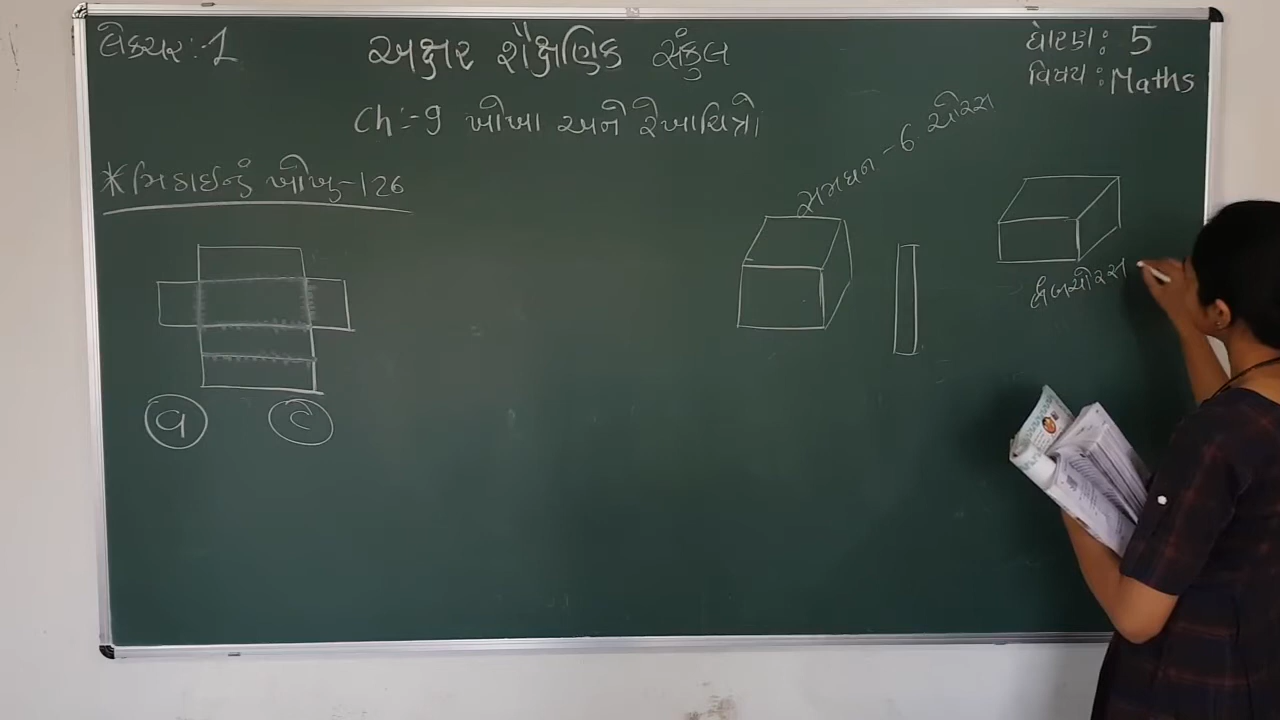 લેક્ચર:-1
અક્ષર શૈક્ષણિક સંકુલ
ધોરણ: 5
વિષય: Maths
Ch:-9 ખોખા અને રેખાચિત્રો
*મિઠાઈનું ખોખુ-126
સમઘન-6 ચોરસ
લંબચોરસ